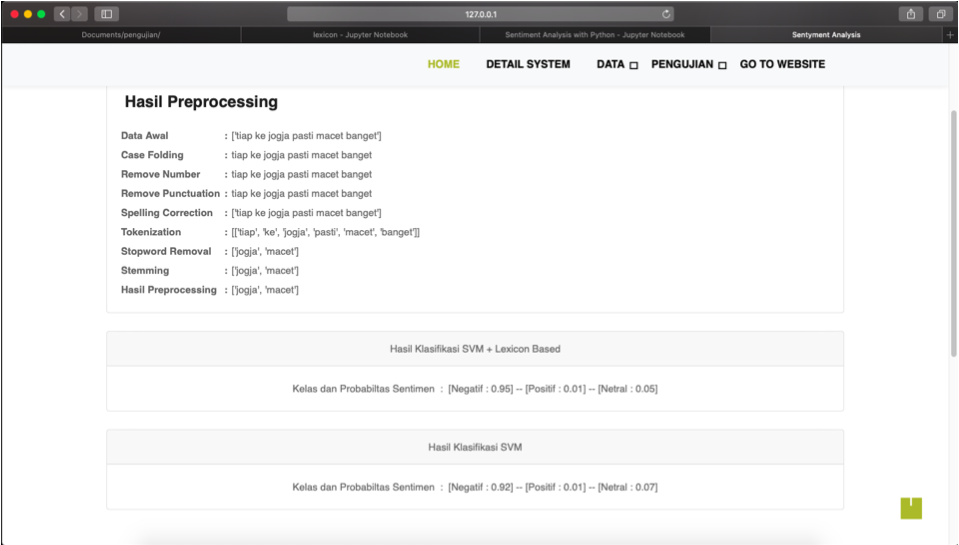 127.0.0.1
Documents/pengujian/
lexicon - Jupyter Notebook
Sentiment Analysis with Python - Jupyter Notebook
Sentyment Analysis
HOME DETAIL SYSTEM DATA PENGUJIAN GO TO WEBSITE
Hasil Preprocessing
Data Awal : ['tiap ke jogja pasti macet banget']
Case Folding : tiap ke jogja pasti macet banget
Remove Number : tiap ke jogja pasti macet banget
Remove Punctuation : tiap ke jogja pasti macet banget
Spelling Correction : ['tiap ke jogja pasti macet banget']
Tokenization : [['tiap', 'ke', 'jogja', 'pasti', 'macet', 'banget']]
Stopword Removal : ['jogja', 'macet']
Stemming : ['jogja', 'macet']
Hasil Preprocessing : ['jogja', 'macet']
Hasil Klasifikasi SVM + Lexicon Based
Kelas dan Probabiltas Sentimen : [Negatif : 0.95] -- [Positif : 0.01] -- [Netral : 0.05]
Hasil Klasifikasi SVM
Kelas dan Probabiltas Sentimen : [Negatif : 0.92] -- [Positif : 0.01] -- [Netral : 0.07]